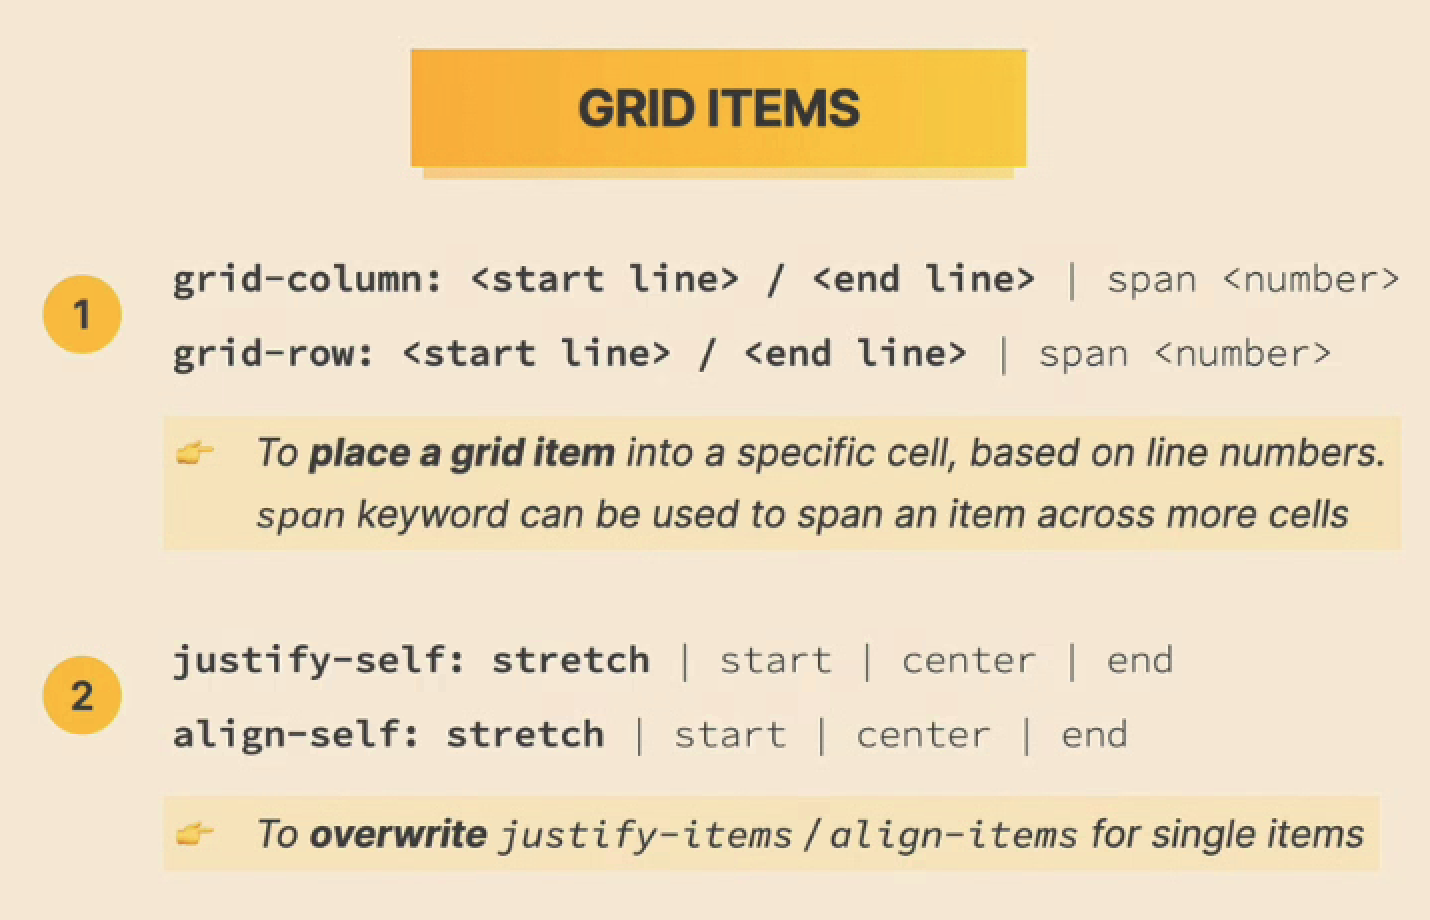 GRID ITEMS
1
grid-column: <start line> / <end line> | span <number>
grid-row: <start line> / <end line> | span <number>
👉 To place a grid item into a specific cell, based on line numbers.
span keyword can be used to span an item across more cells
2
justify-self: stretch | start | center | end
align-self: stretch | start | center | end
👉 To overwrite justify-items / align-items for single items